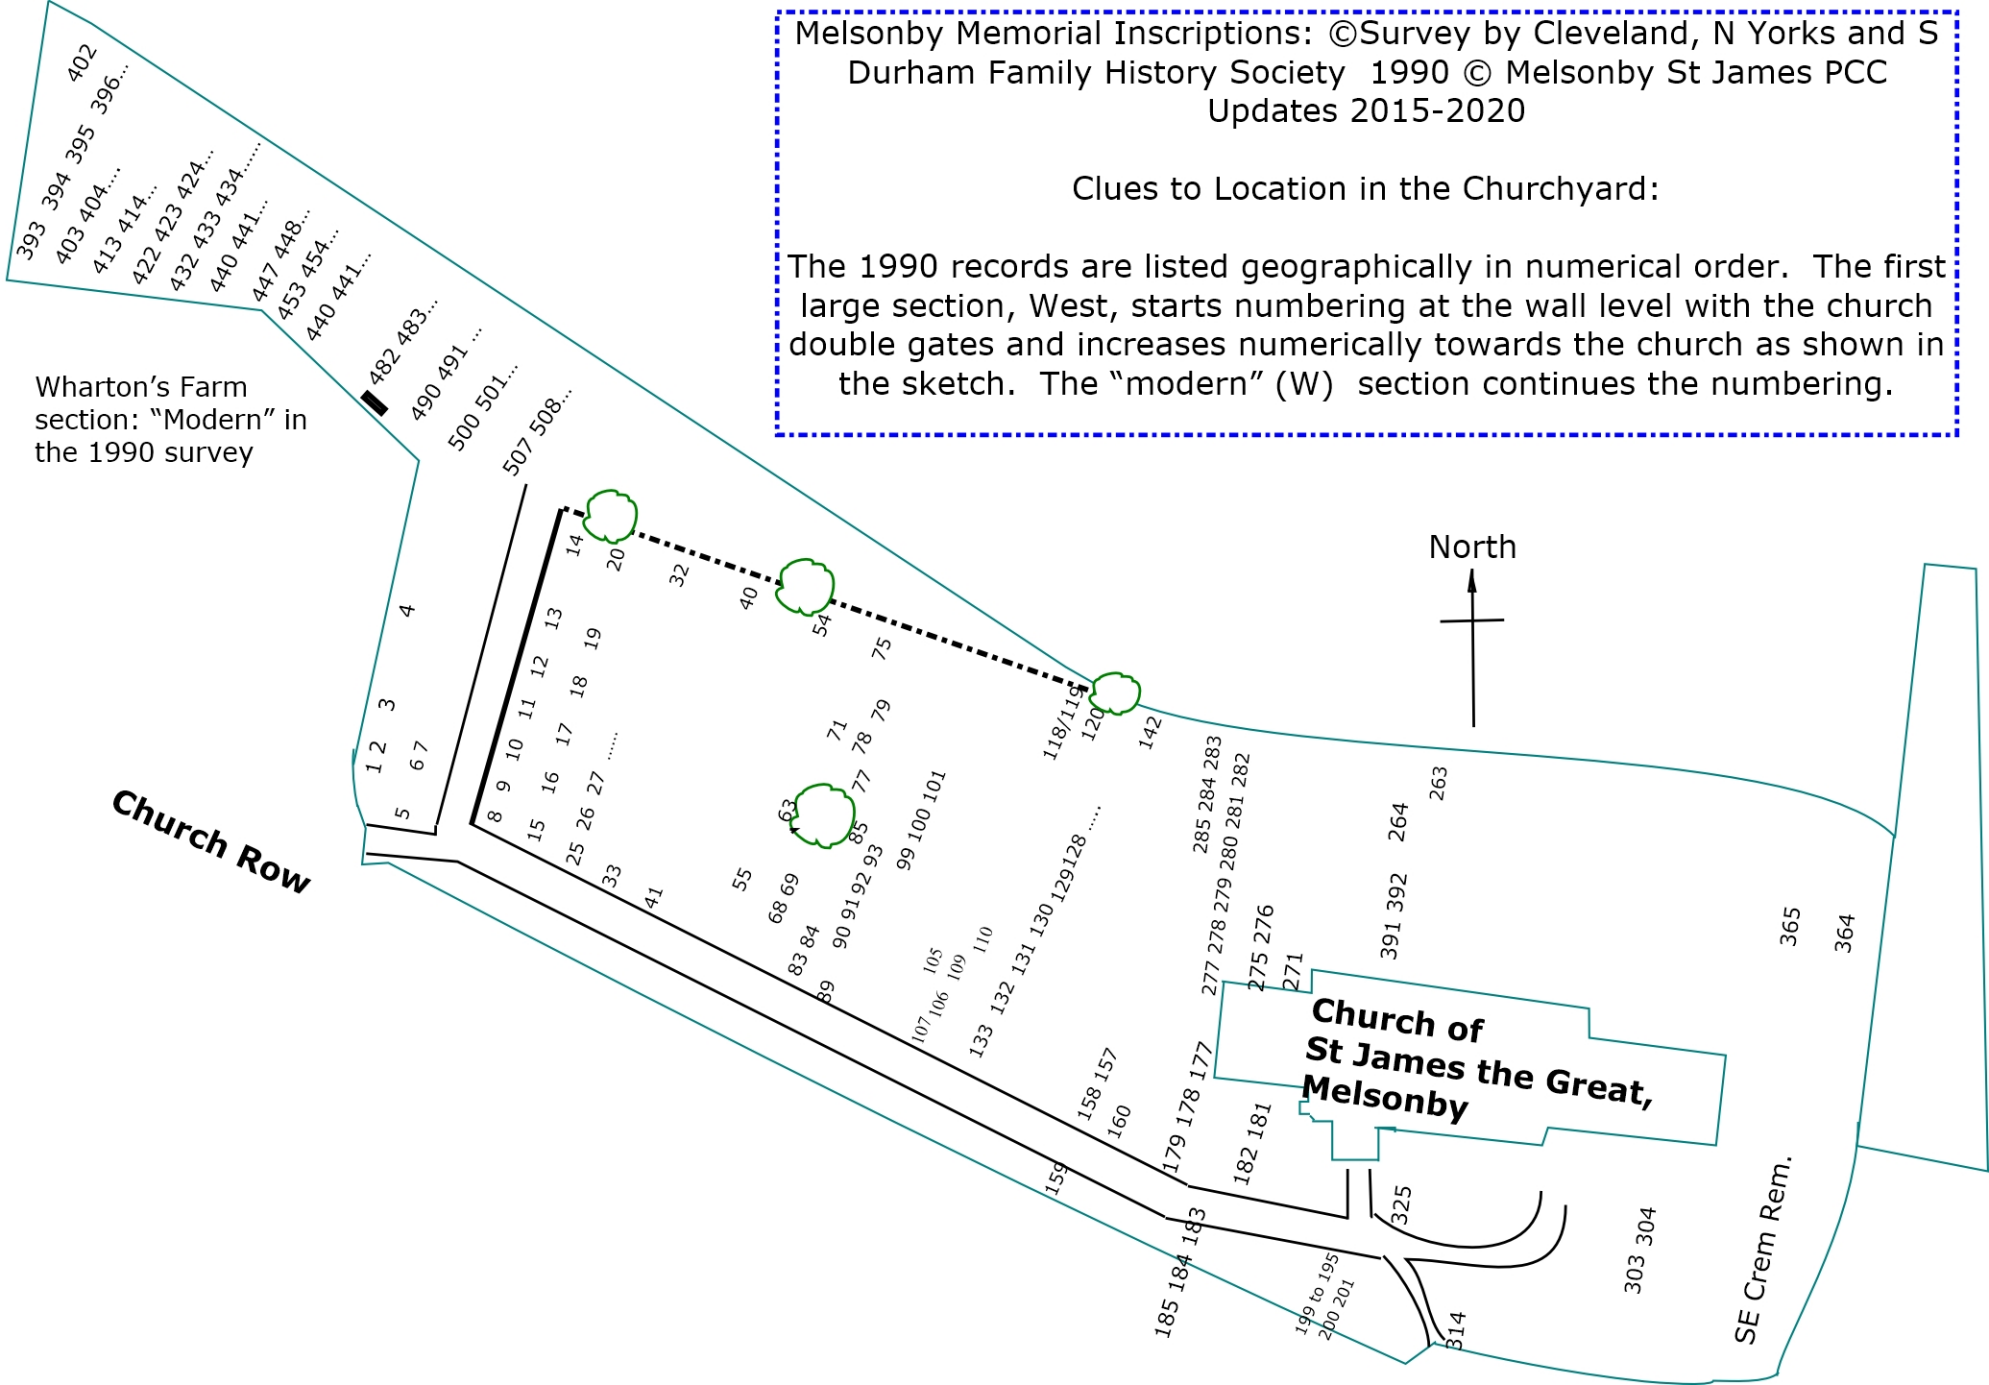 Melsonby Memorial Inscriptions: ©Survey by Cleveland, N Yorks and S
Durham Family History Society 1990 © Melsonby St James PCC
Updates 2015-2020
Clues to Location in the Churchyard:
The 1990 records are listed geographically in numerical order. The first
large section, West, starts numbering at the wall level with the church
double gates and increases numerically towards the church as shown in
the sketch. The “modern” (W) section continues the numbering.
402
393 394 395 396...
403 404....
413 414...
422 423 424...
432 433 434......
440 441...
447 448...
453 454...
440 441...
482 483...
490 491 ...
500 501...
507 508...
Wharton’s Farm
section: “Modern” in
the 1990 survey
North
Church Row
1 2
3
4
5
6 7
8
9
10
11
12
13
14
15
16
17
18
19
20
25 26 27 ......
32
33
40
41
54
55
63
68 69
71
75
77
78
79
83 84
85
89
90 91 92 93
99 100 101
105
106
107
109
110
118/119
120
133 132 131 130 129 128 .....
142
158 157
159
160
179 178 177
182 181
185 184 183
199 to 195
200 201
285 284 283
277 278 279 280 281 282
275 276
271
263
264
391 392
365
364
Church of
St James the Great,
Melsonby
325
314
303 304
SE Crem Rem.